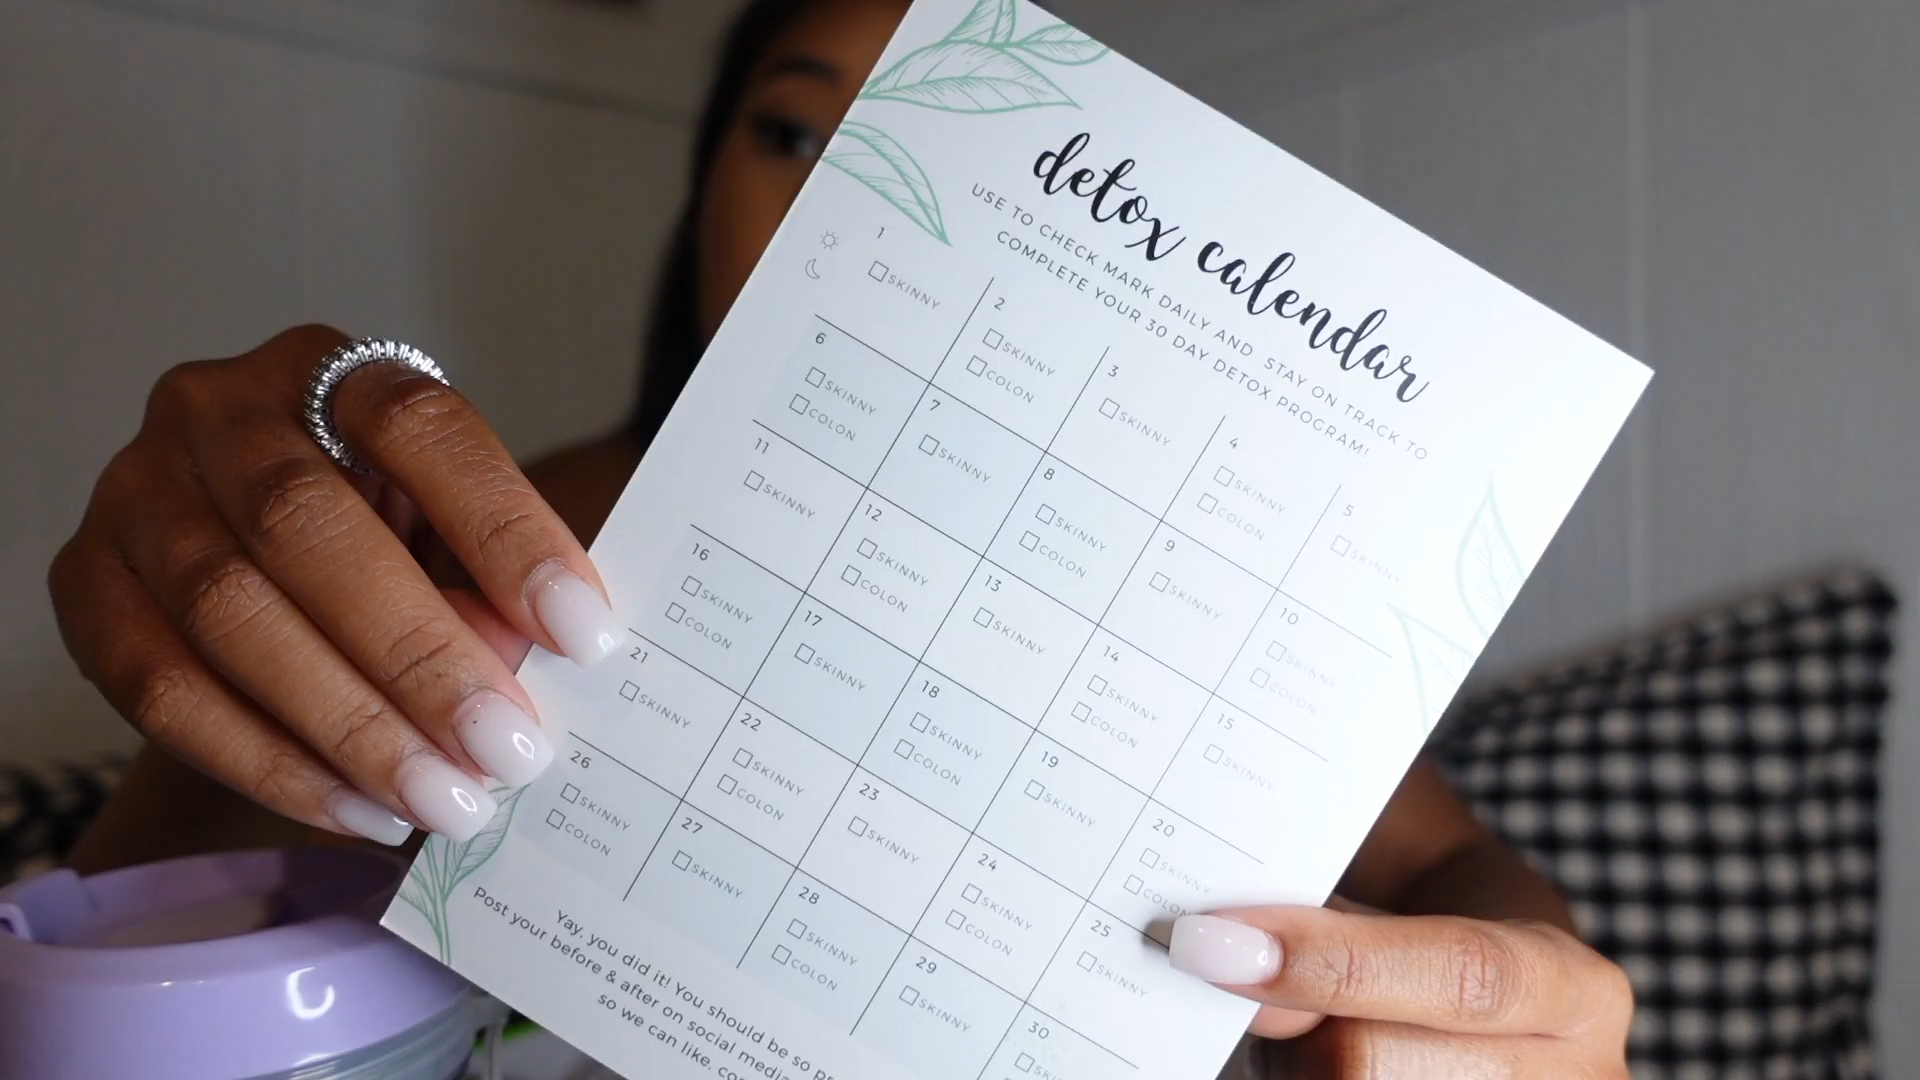 detox calendar
USE TO CHECK MARK DAILY AND STAY ON TRACK TO
COMPLETE YOUR 30 DAY DETOX PROGRAM!
1
SKINNY
2
SKINNY
COLON
3
SKINNY
4
SKINNY
COLON
5
SKINNY
6
SKINNY
COLON
7
SKINNY
8
SKINNY
COLON
9
SKINNY
10
SKINNY
COLON
11
SKINNY
12
SKINNY
COLON
13
SKINNY
14
SKINNY
COLON
15
SKINNY
16
SKINNY
COLON
17
SKINNY
18
SKINNY
COLON
19
SKINNY
20
SKINNY
COLON
21
SKINNY
22
SKINNY
COLON
23
SKINNY
24
SKINNY
COLON
25
SKINNY
26
SKINNY
COLON
27
SKINNY
28
SKINNY
COLON
29
SKINNY
30
Yay, you did it! You should be so
Post your before & after on social media
so we can like,